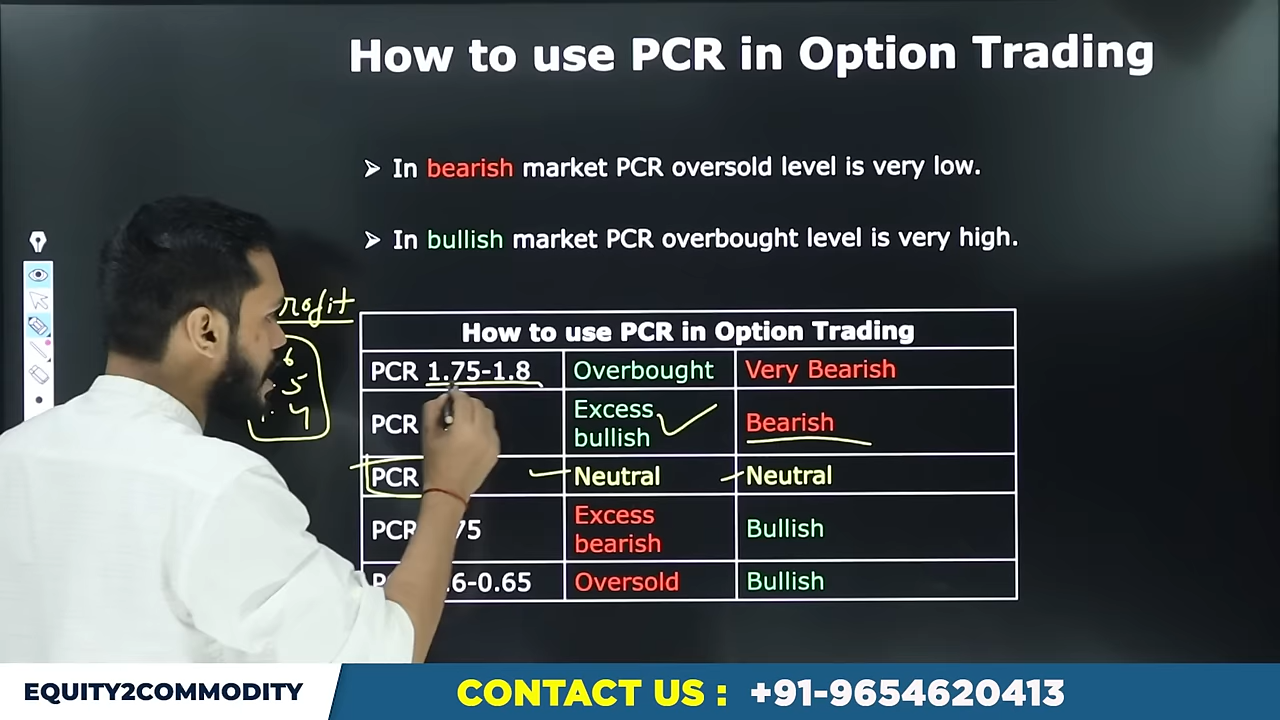 How to use PCR in Option Trading
➢ In bearish market PCR oversold level is very low.
➢ In bullish market PCR overbought level is very high.
rofit
6
5
4
How to use PCR in Option Trading
PCR 1.75-1.8 Overbought Very Bearish
PCR Excess bullish Bearish
PCR Neutral Neutral
PCR 75 Excess bearish Bullish
6-0.65 Oversold Bullish
EQUITY2COMMODITY
CONTACT US : +91-9654620413